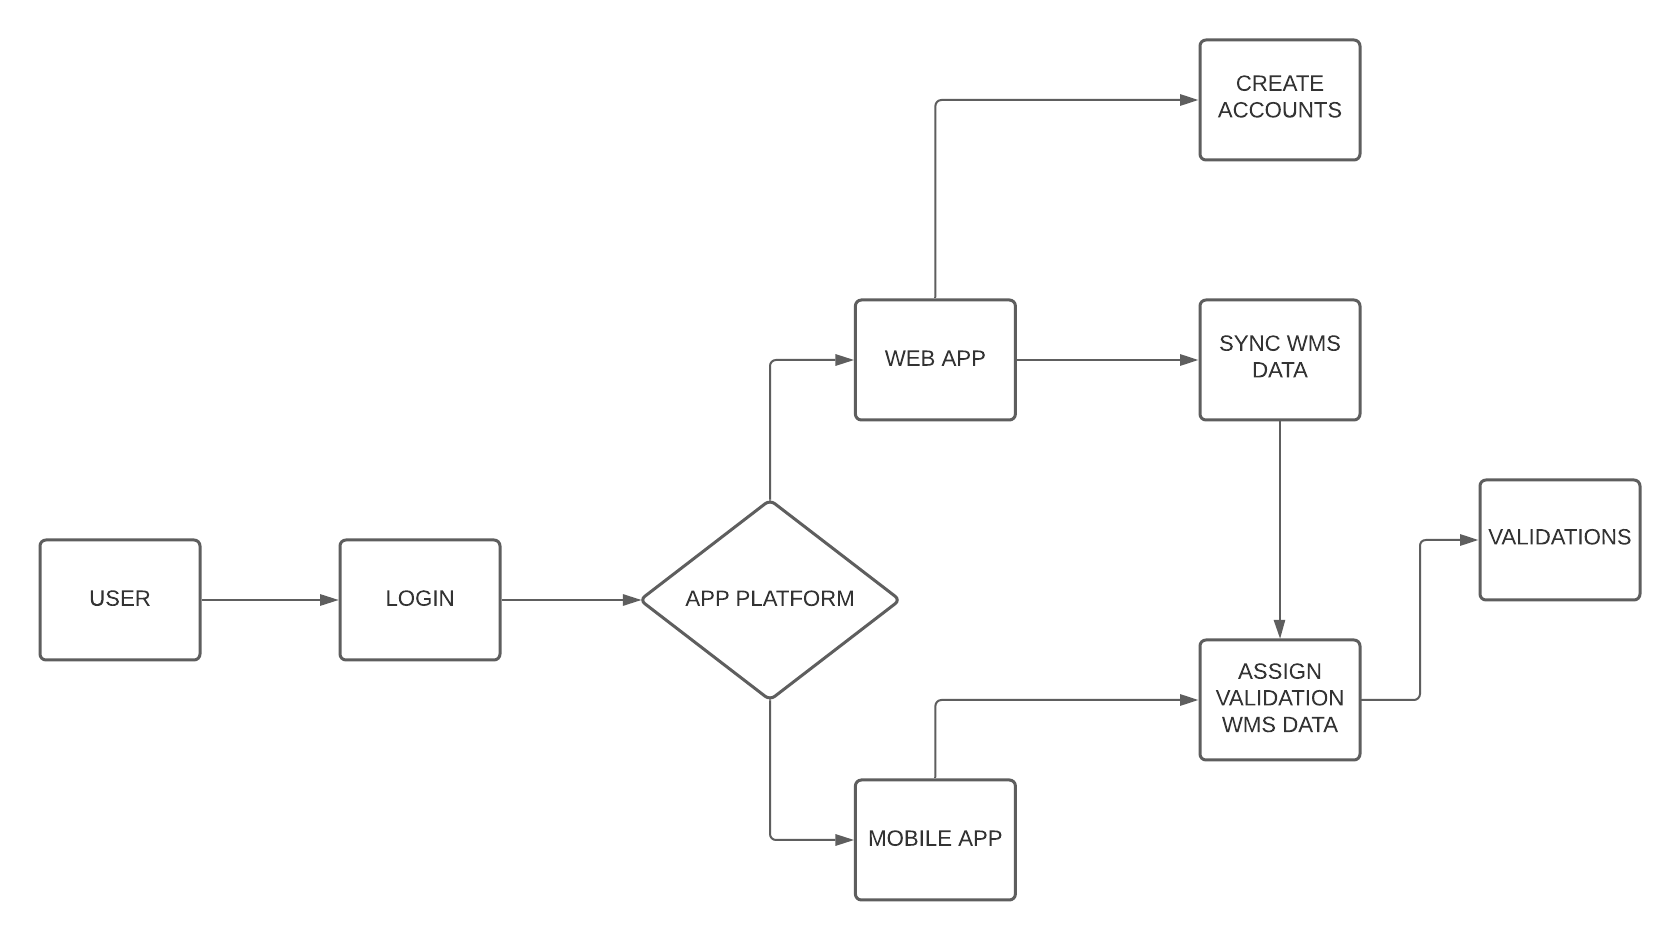 CREATE
ACCOUNTS
WEB APP
SYNC WMS
DATA
VALIDATIONS
USER
LOGIN
APP PLATFORM
ASSIGN
VALIDATION
WMS DATA
MOBILE APP